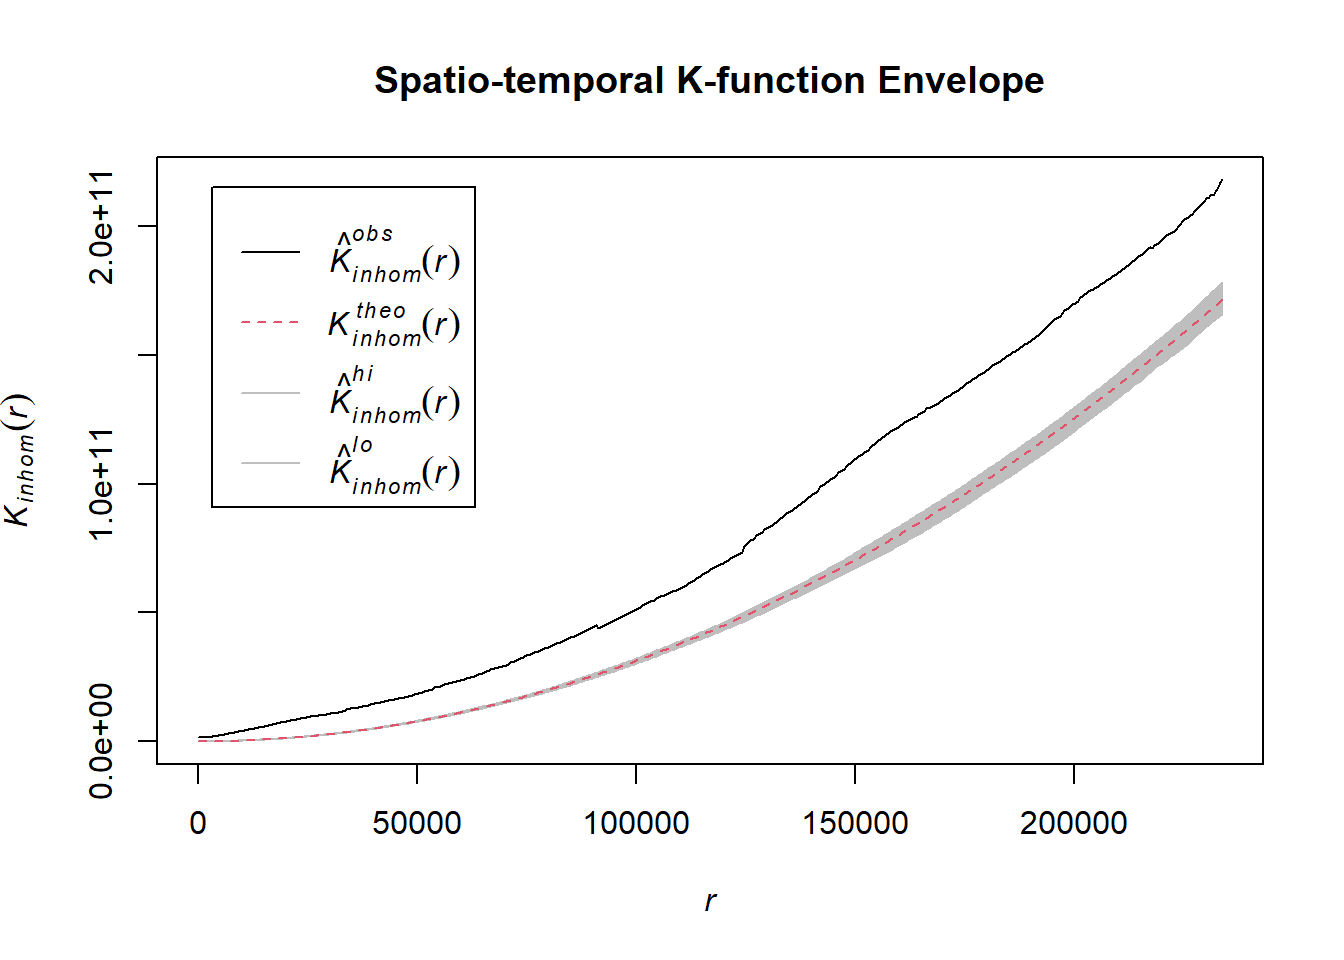 Spatio-temporal K-function Envelope
K̂ᵒᵇˢ_inhom(r)
Kᵗʰᵉᵒ_inhom(r)
K̂ʰⁱ_inhom(r)
K̂ˡᵒ_inhom(r)
K_inhom(r)
2.0e+11
1.0e+11
0.0e+00
0 50000 100000 150000 200000
r